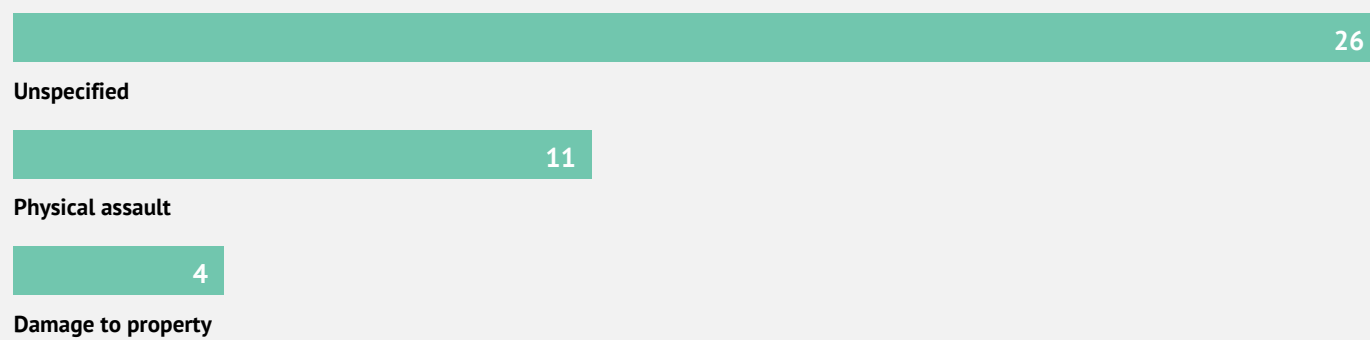 26
Unspecified
11
Physical assault
4
Damage to property